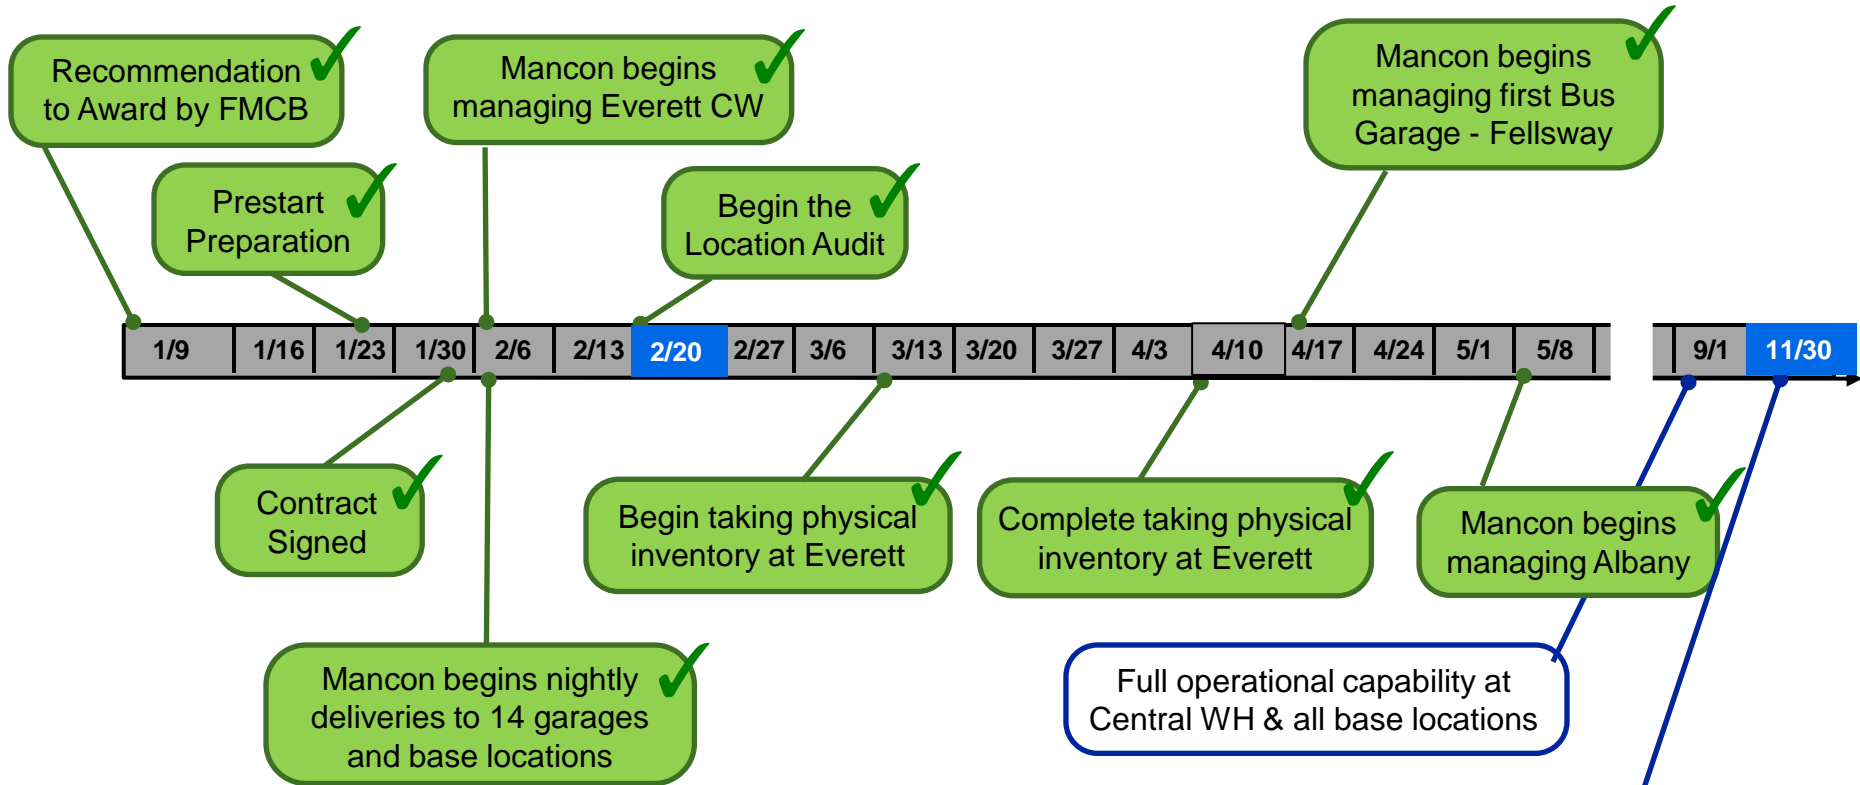 Recommendation
to Award by FMCB
Mancon begins
managing Everett CW
Mancon begins
managing first Bus
Garage - Fellsway
Prestart
Preparation
Begin the
Location Audit
1/9 1/16 1/23 1/30 2/6 2/13 2/20 2/27 3/6 3/13 3/20 3/27 4/3 4/10 4/17 4/24 5/1 5/8 9/1 11/30
Contract
Signed
Begin taking physical
inventory at Everett
Complete taking physical
inventory at Everett
Mancon begins
managing Albany
Mancon begins nightly
deliveries to 14 garages
and base locations
Full operational capability at
Central WH & all base locations